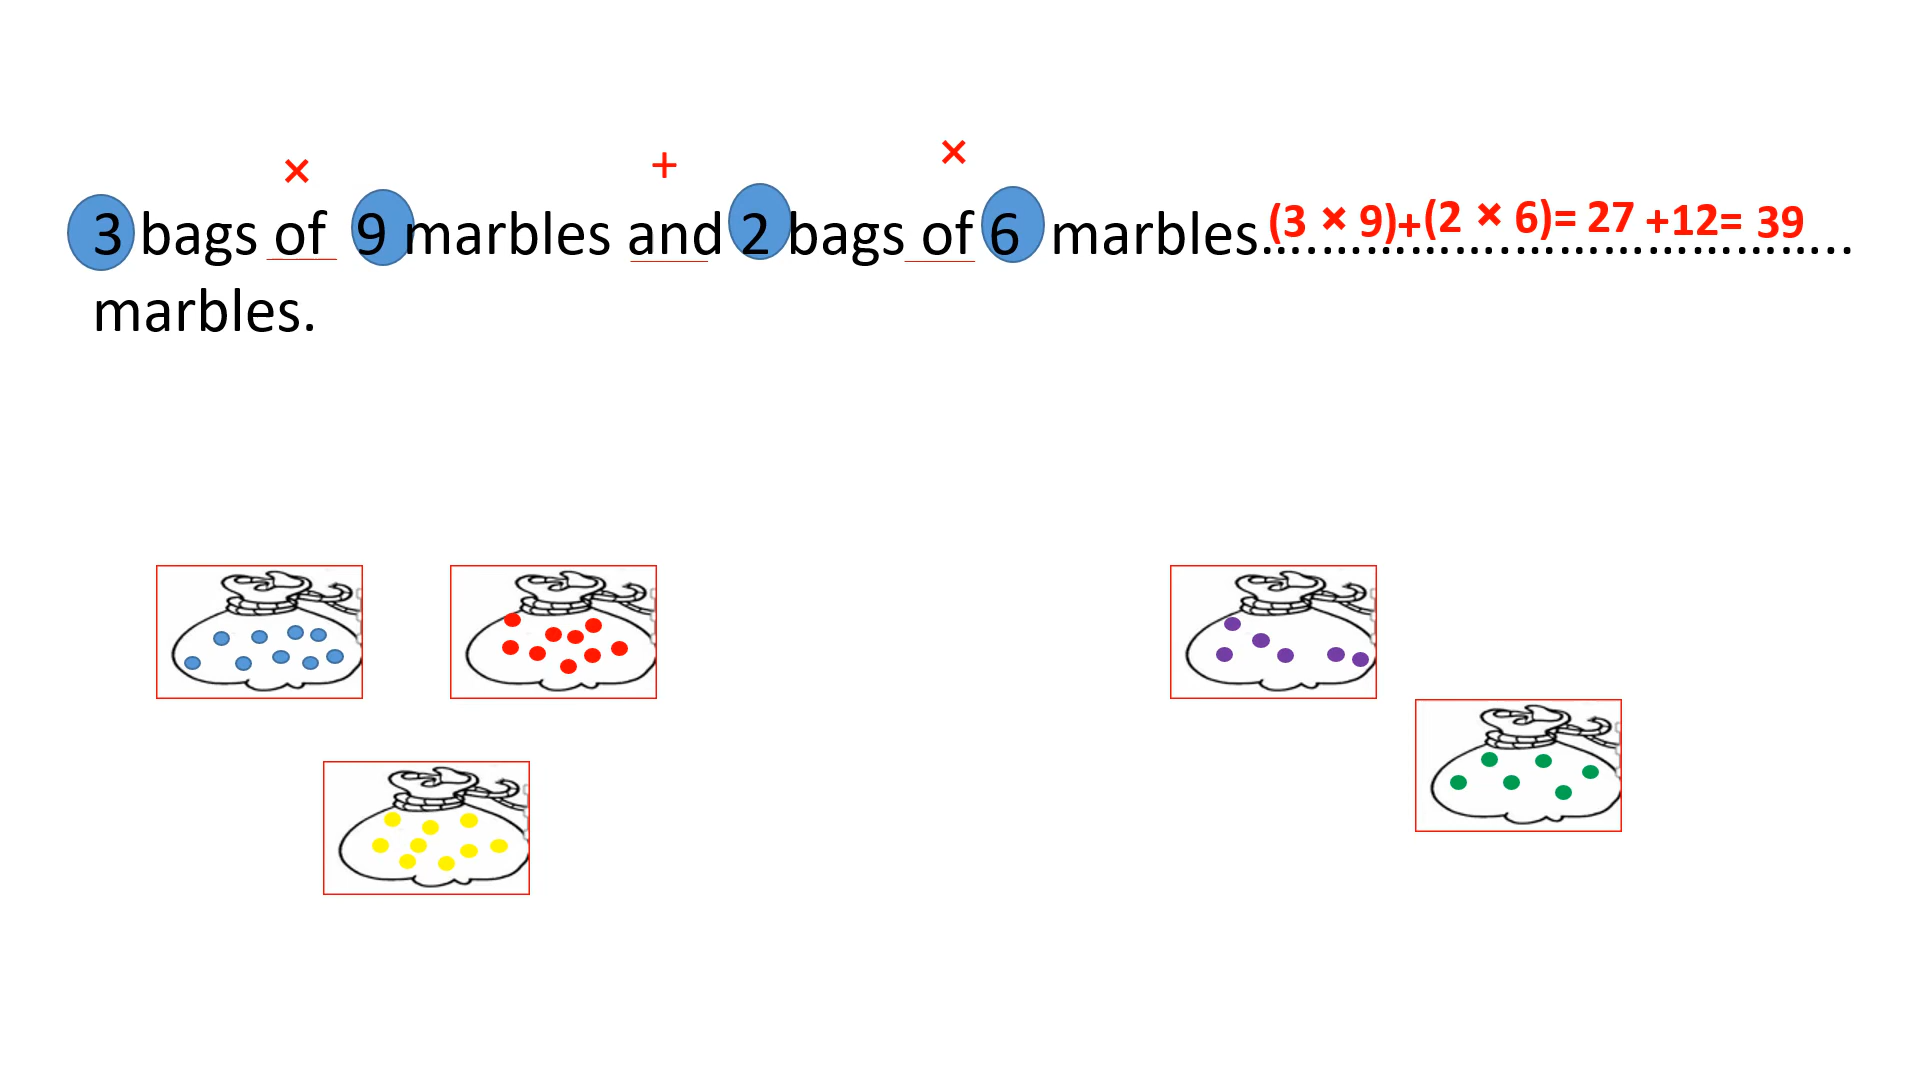 × + ×
3 bags of 9 marbles and 2 bags of 6 marbles……………………………………(3 × 9)+(2 × 6)= 27 +12= 39
marbles.